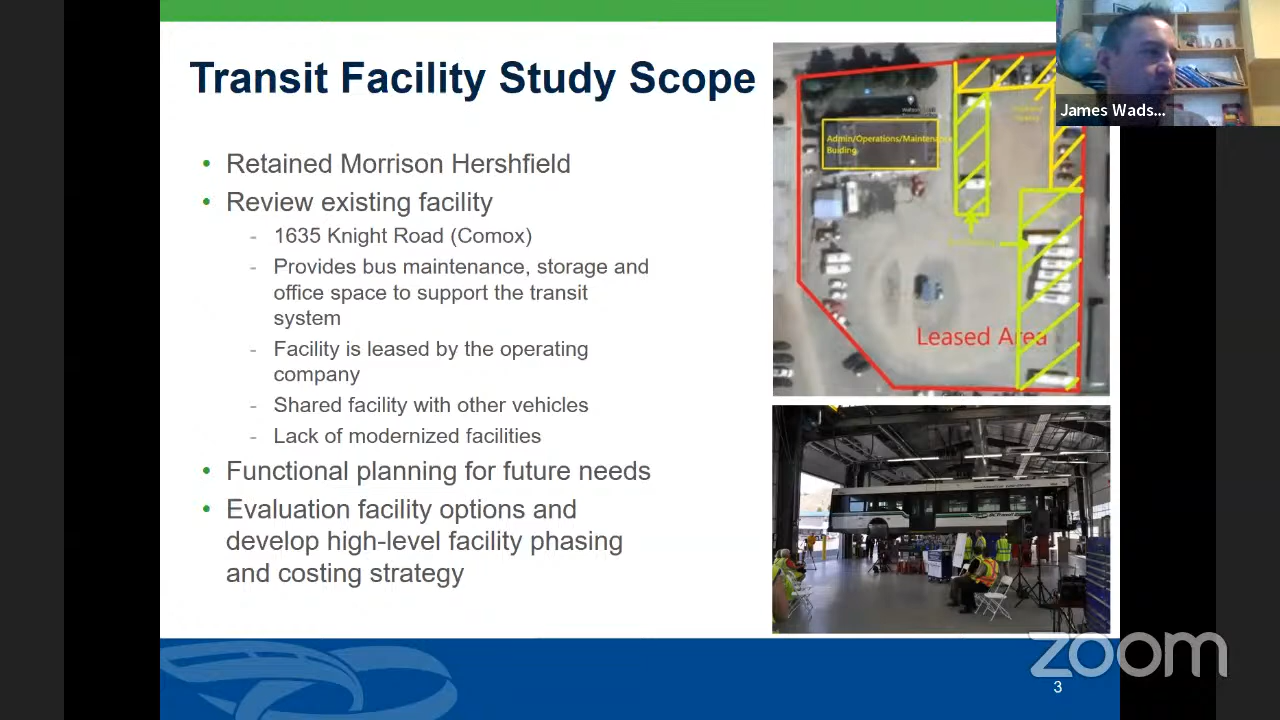 Transit Facility Study Scope
James Wads...
• Retained Morrison Hershfield
• Review existing facility
- 1635 Knight Road (Comox)
- Provides bus maintenance, storage and
office space to support the transit
system
- Facility is leased by the operating
company
- Shared facility with other vehicles
- Lack of modernized facilities
• Functional planning for future needs
• Evaluation facility options and
develop high-level facility phasing
and costing strategy
Admin/Operations/Maintenance
Buiding
Leased Area
zoom
3